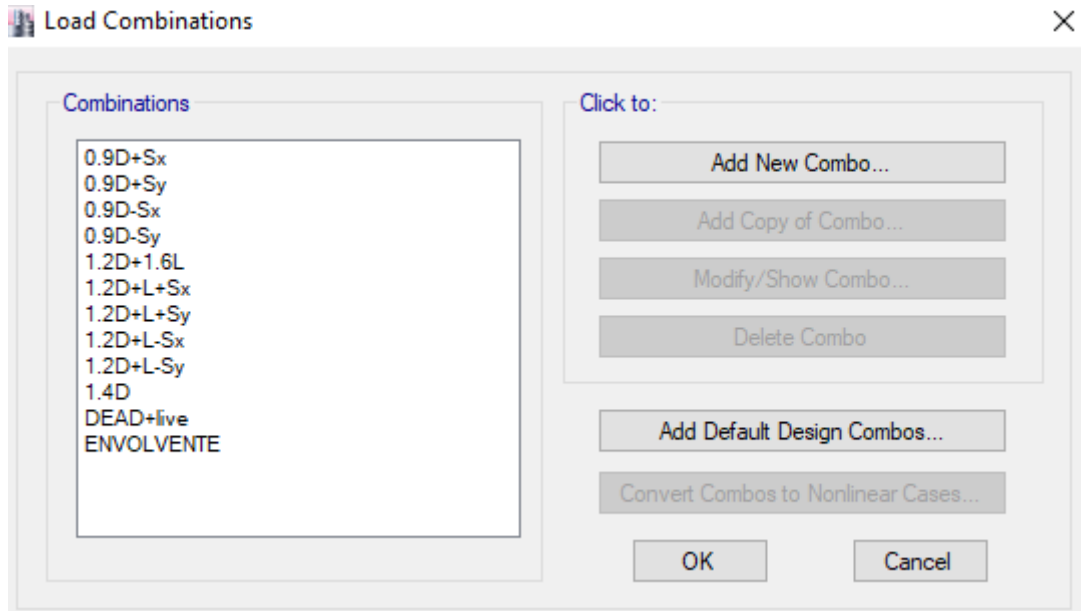 Load Combinations
Combinations
0.9D+Sx
0.9D+Sy
0.9D-Sx
0.9D-Sy
1.2D+1.6L
1.2D+L+Sx
1.2D+L+Sy
1.2D+L-Sx
1.2D+L-Sy
1.4D
DEAD+live
ENVOLVENTE
Click to:
Add New Combo...
Add Copy of Combo...
Modify/Show Combo...
Delete Combo
Add Default Design Combos...
Convert Combos to Nonlinear Cases...
OK
Cancel